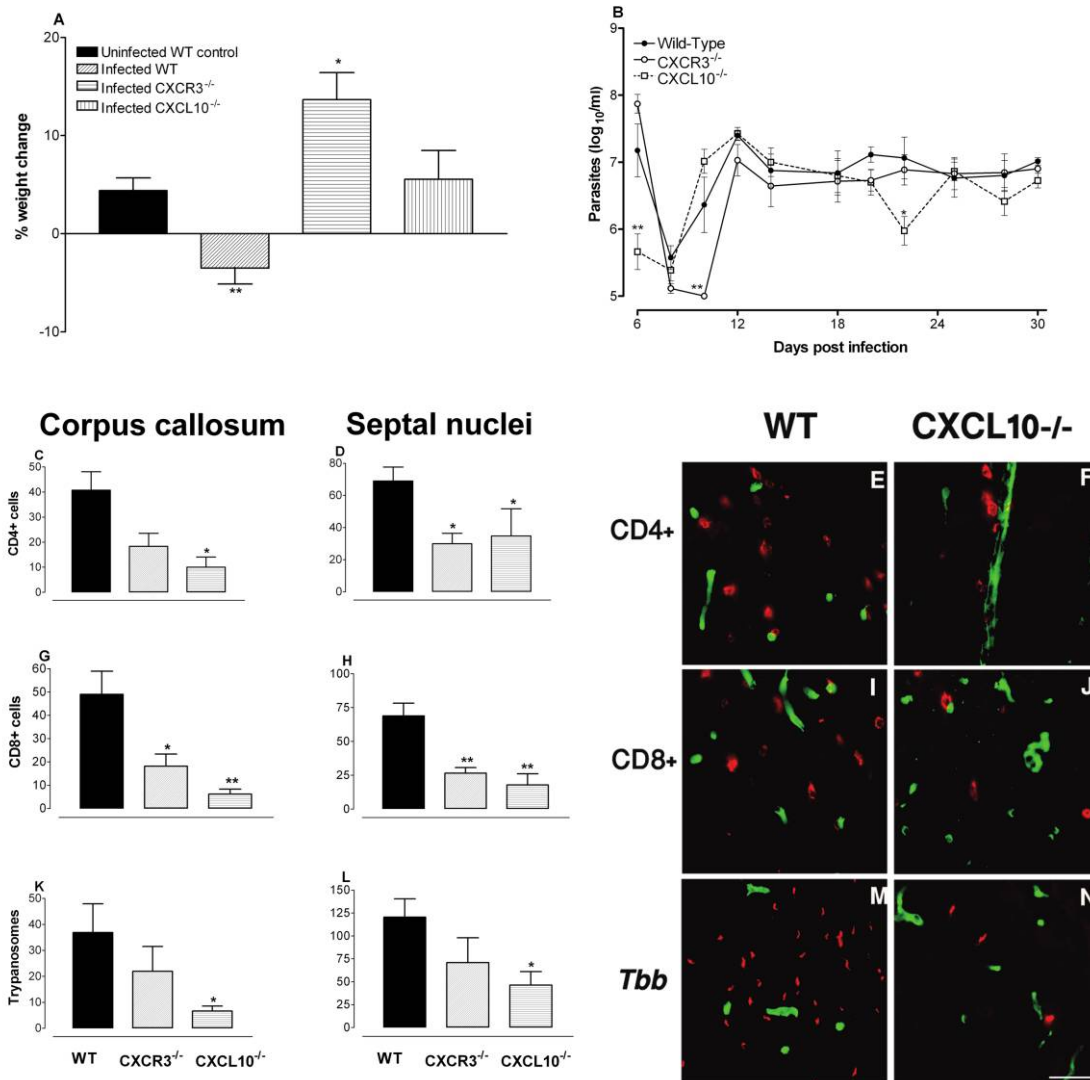 A
20
10
0
-10
% weight change
Uninfected WT control
Infected WT
Infected CXCR3-/-
Infected CXCL10-/-
*
**
B
9
8
7
6
5
Parasites (log10/ml)
Wild-Type
CXCR3-/-
CXCL10-/-
**
**
*
6 12 18 24 30
Days post infection
Corpus callosum
Septal nuclei
C
50
40
30
20
10
0
CD4+ cells
*
D
80
60
40
20
0
*
*
G
60
50
40
30
20
10
0
CD8+ cells
*
**
H
100
75
50
25
0
**
**
K
50
40
30
20
10
0
Trypanosomes
*
WT CXCR3-/- CXCL10-/-
L
150
125
100
75
50
25
0
*
WT CXCR3-/- CXCL10-/-
WT CXCL10-/-
CD4+
E
F
CD8+
I
J
Tbb
M
N